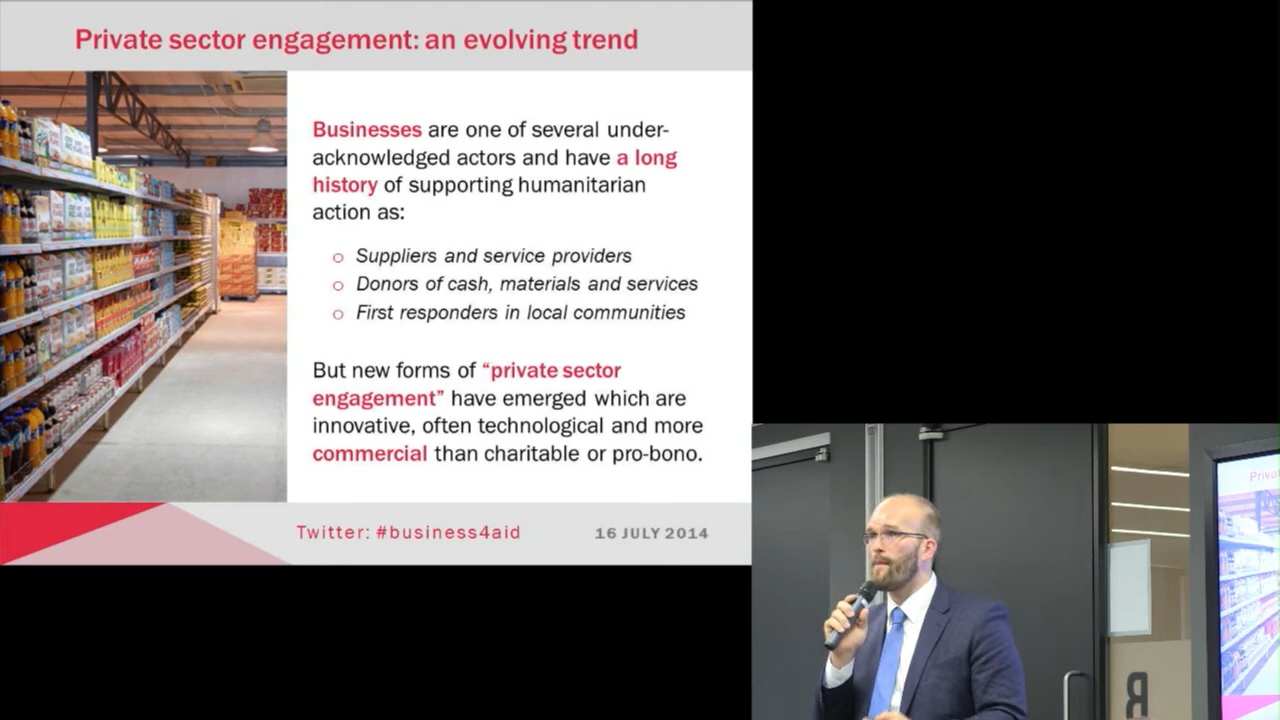 Private sector engagement: an evolving trend
Businesses are one of several under-
acknowledged actors and have a long
history of supporting humanitarian
action as:
Suppliers and service providers
Donors of cash, materials and services
First responders in local communities
But new forms of “private sector
engagement” have emerged which are
innovative, often technological and more
commercial than charitable or pro-bono.
Twitter: #business4aid
16 JULY 2014
Priva
B